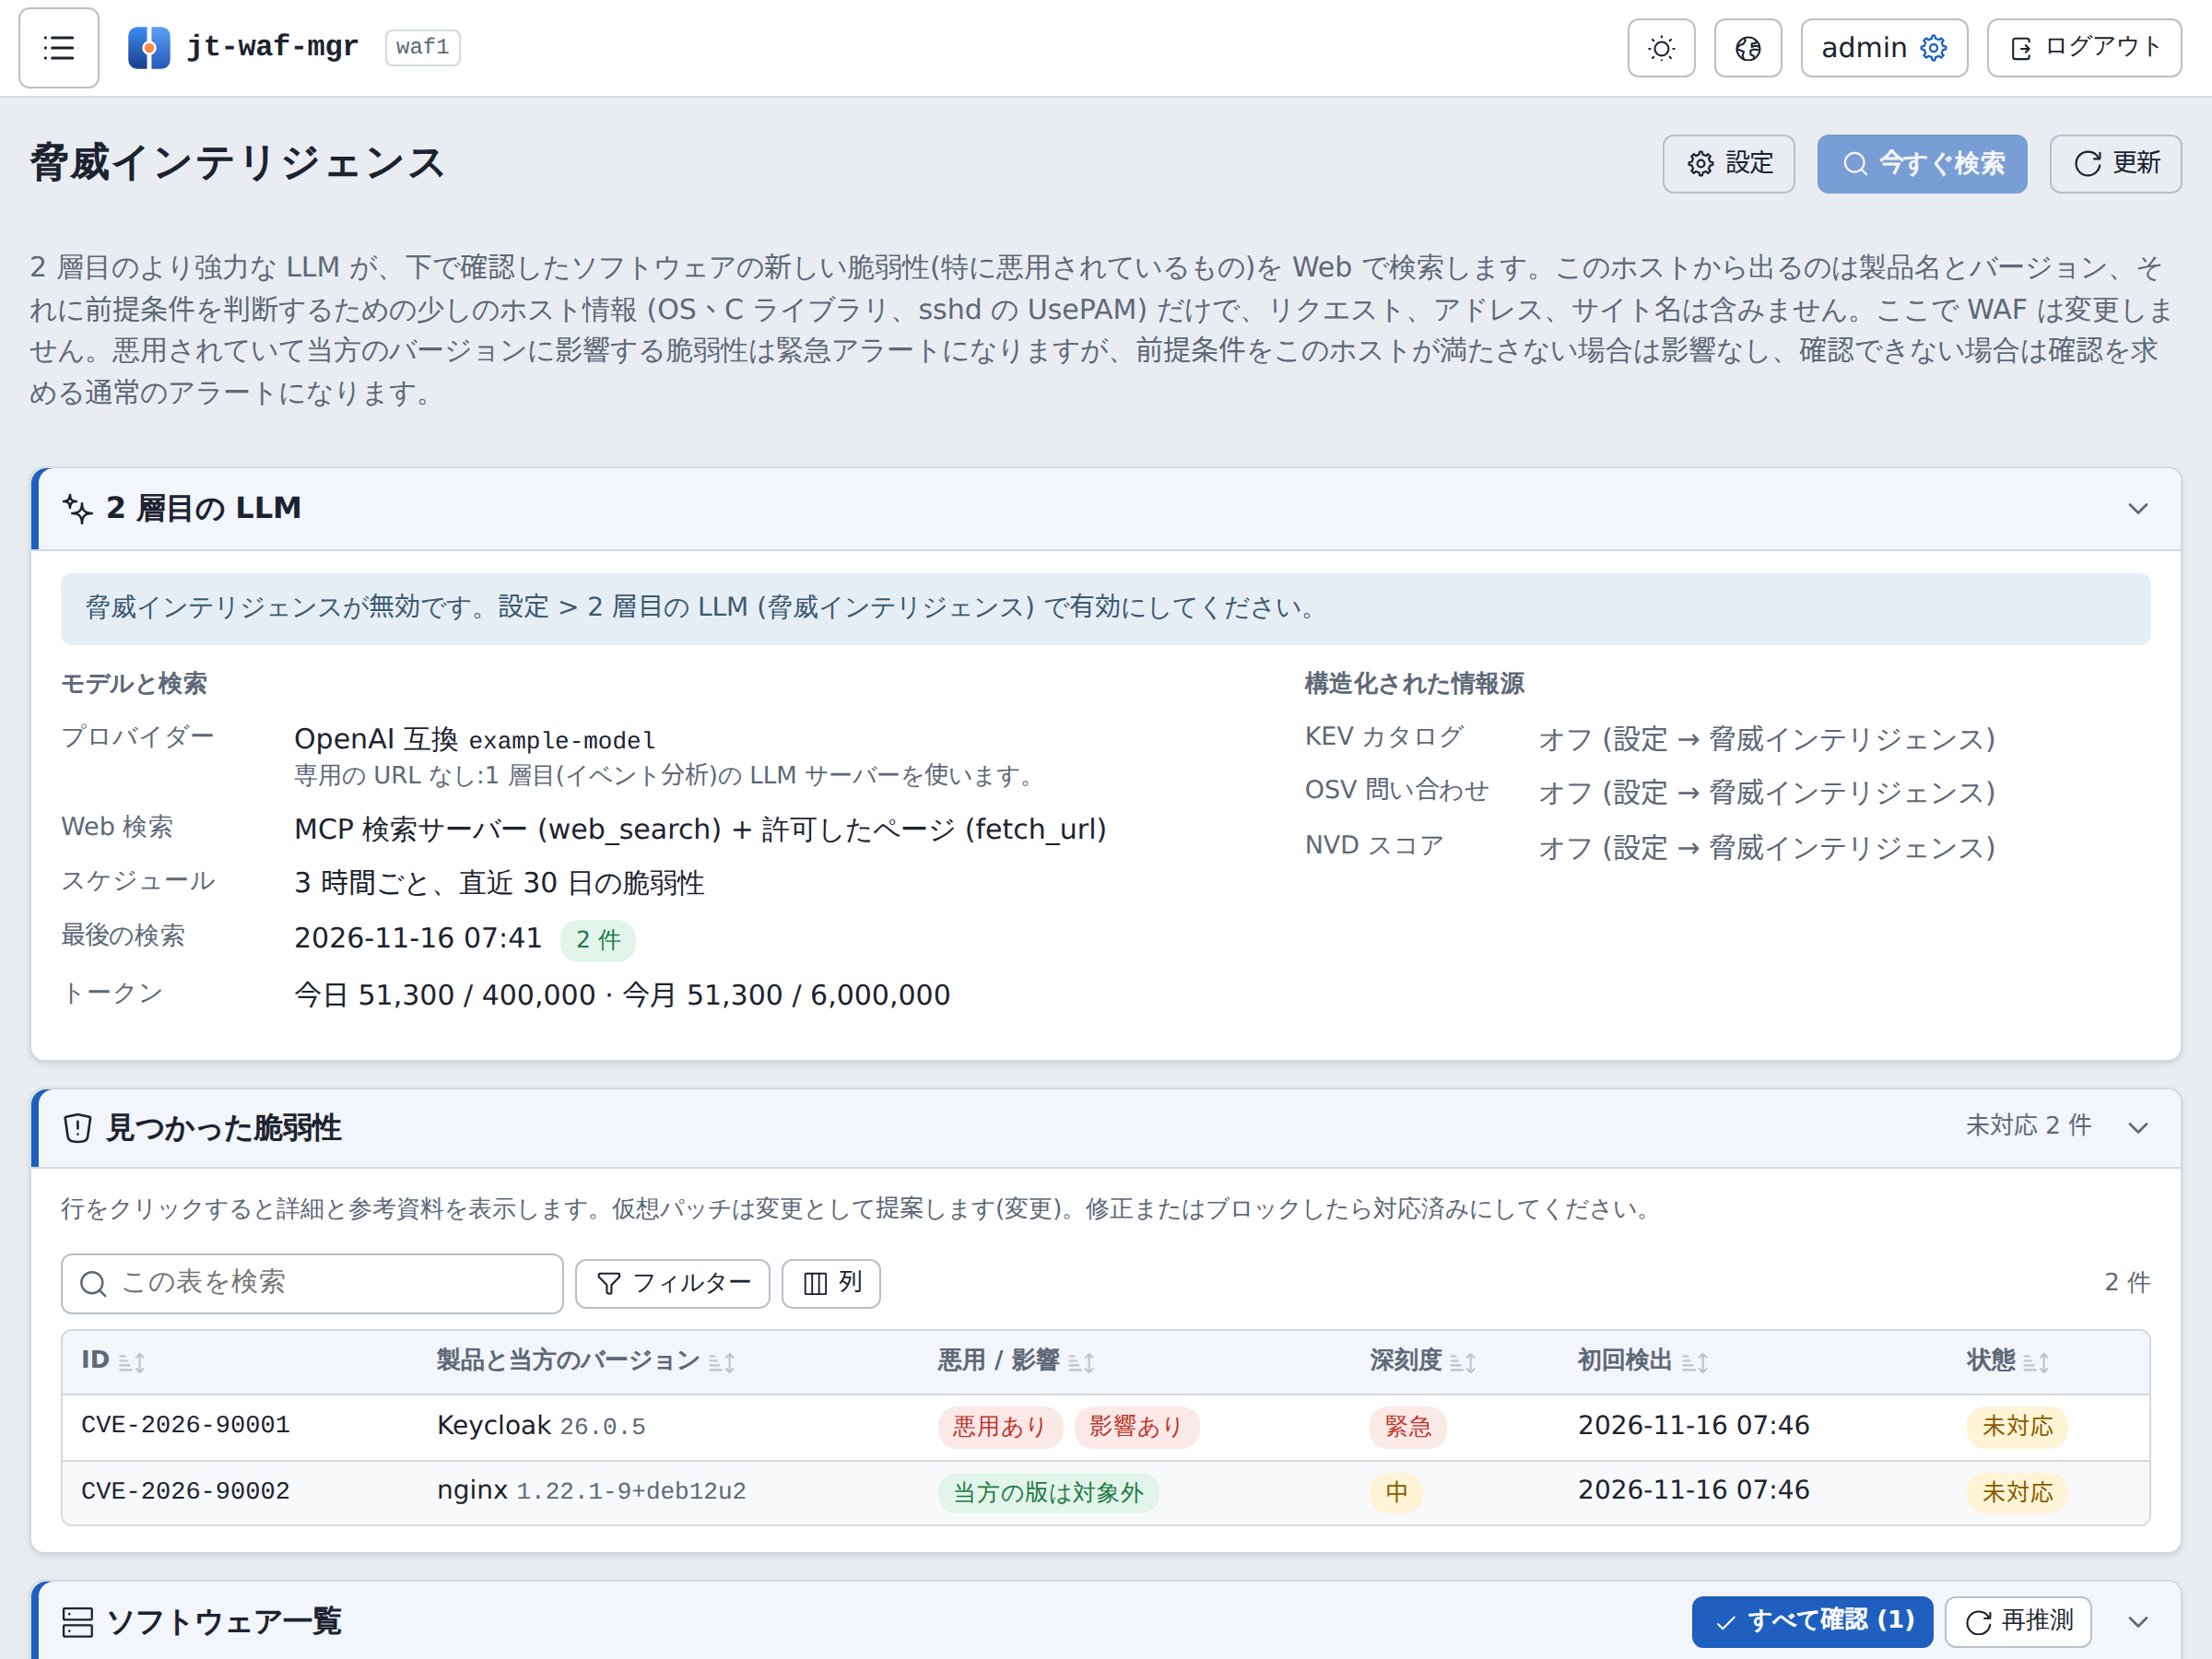 jt-waf-mgr waf1 admin ログアウト
脅威インテリジェンス 設定 今すぐ検索 更新
2 層目のより強力な LLM が、下で確認したソフトウェアの新しい脆弱性(特に悪用されているもの)を Web で検索します。このホストから出るのは製品名とバージョン、そ
れに前提条件を判断するための少しのホスト情報 (OS、C ライブラリ、sshd の UsePAM) だけで、リクエスト、アドレス、サイト名は含みません。ここで WAF は変更しま
せん。悪用されていて当方のバージョンに影響する脆弱性は緊急アラートになりますが、前提条件をこのホストが満たさない場合は影響なし、確認できない場合は確認を求
める通常のアラートになります。
2 層目の LLM
脅威インテリジェンスが無効です。設定 > 2 層目の LLM (脅威インテリジェンス) で有効にしてください。
モデルと検索
プロバイダー OpenAI 互換 example-model
専用の URL なし:1 層目(イベント分析)の LLM サーバーを使います。
Web 検索 MCP 検索サーバー (web_search) + 許可したページ (fetch_url)
スケジュール 3 時間ごと、直近 30 日の脆弱性
最後の検索 2026-11-16 07:41 2 件
トークン 今日 51,300 / 400,000 · 今月 51,300 / 6,000,000
構造化された情報源
KEV カタログ オフ (設定 → 脅威インテリジェンス)
OSV 問い合わせ オフ (設定 → 脅威インテリジェンス)
NVD スコア オフ (設定 → 脅威インテリジェンス)
見つかった脆弱性 未対応 2 件
行をクリックすると詳細と参考資料を表示します。仮想パッチは変更として提案します(変更)。修正またはブロックしたら対応済みにしてください。
この表を検索 フィルター 列 2 件
ID 製品と当方のバージョン 悪用 / 影響 深刻度 初回検出 状態
CVE-2026-90001 Keycloak 26.0.5 悪用あり 影響あり 緊急 2026-11-16 07:46 未対応
CVE-2026-90002 nginx 1.22.1-9+deb12u2 当方の版は対象外 中 2026-11-16 07:46 未対応
ソフトウェア一覧 すべて確認 (1) 再推測